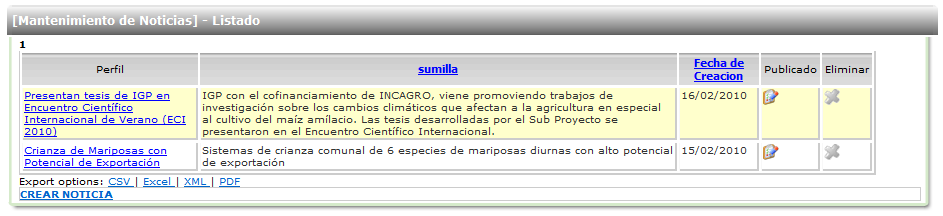 [Mantenimiento de Noticias] - Listado
1
Perfil sumilla Fecha de Creacion Publicado Eliminar
Presentan tesis de IGP en
Encuentro Científico
Internacional de Verano (ECI
2010)
IGP con el cofinanciamiento de INCAGRO, viene promoviendo trabajos de
investigación sobre los cambios climáticos que afectan a la agricultura en especial
al cultivo del maíz amílacio. Las tesis desarrolladas por el Sub Proyecto se
presentaron en el Encuentro Científico Internacional.
16/02/2010
Crianza de Mariposas con
Potencial de Exportación
Sistemas de crianza comunal de 6 especies de mariposas diurnas con alto potencial
de exportación
15/02/2010
Export options: CSV | Excel | XML | PDF
CREAR NOTICIA